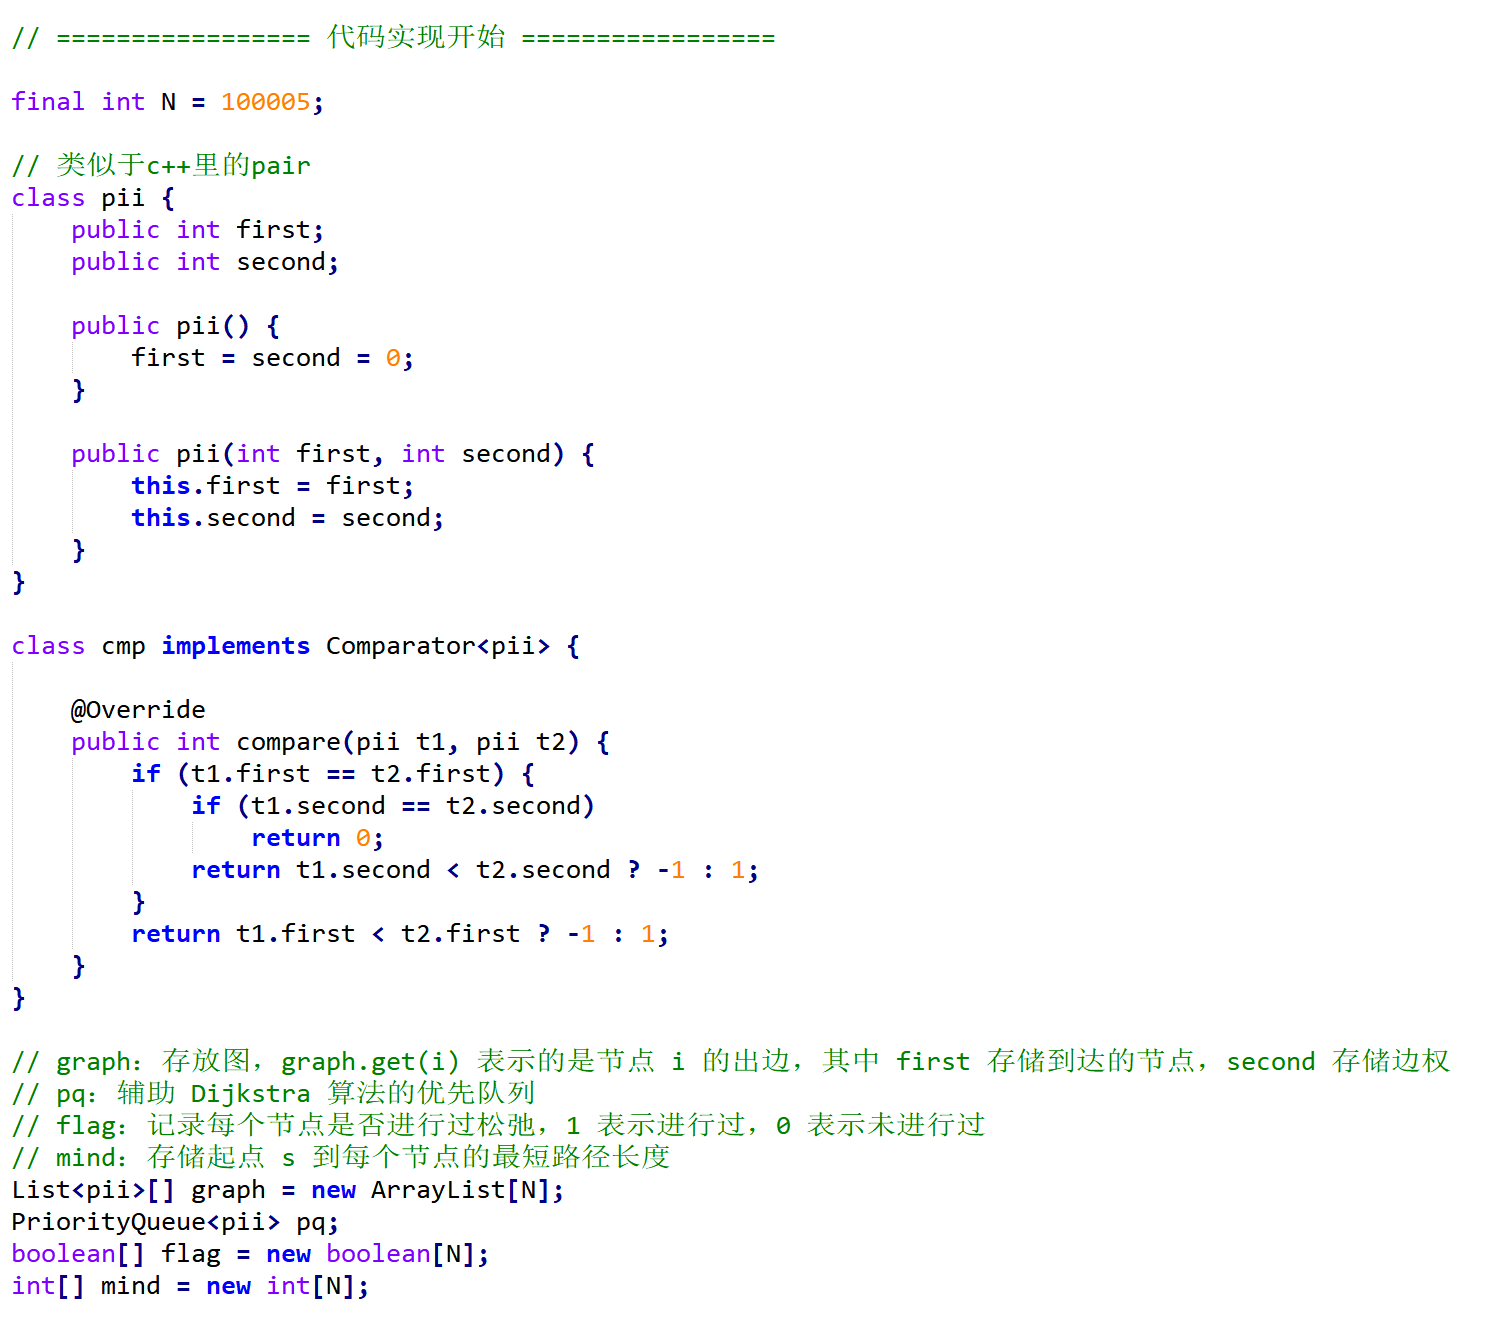 // ================= 代码实现开始 =================
final int N = 100005;
// 类似于c++里的pair
class pii {
    public int first;
    public int second;
    public pii() {
        first = second = 0;
    }
    public pii(int first, int second) {
        this.first = first;
        this.second = second;
    }
}
class cmp implements Comparator<pii> {
    @Override
    public int compare(pii t1, pii t2) {
        if (t1.first == t2.first) {
            if (t1.second == t2.second)
                return 0;
            return t1.second < t2.second ? -1 : 1;
        }
        return t1.first < t2.first ? -1 : 1;
    }
}
// graph：存放图，graph.get(i) 表示的是节点 i 的出边，其中 first 存储到达的节点，second 存储边权
// pq：辅助 Dijkstra 算法的优先队列
// flag：记录每个节点是否进行过松弛，1 表示进行过，0 表示未进行过
// mind：存储起点 s 到每个节点的最短路径长度
List<pii>[] graph = new ArrayList[N];
PriorityQueue<pii> pq;
boolean[] flag = new boolean[N];
int[] mind = new int[N];